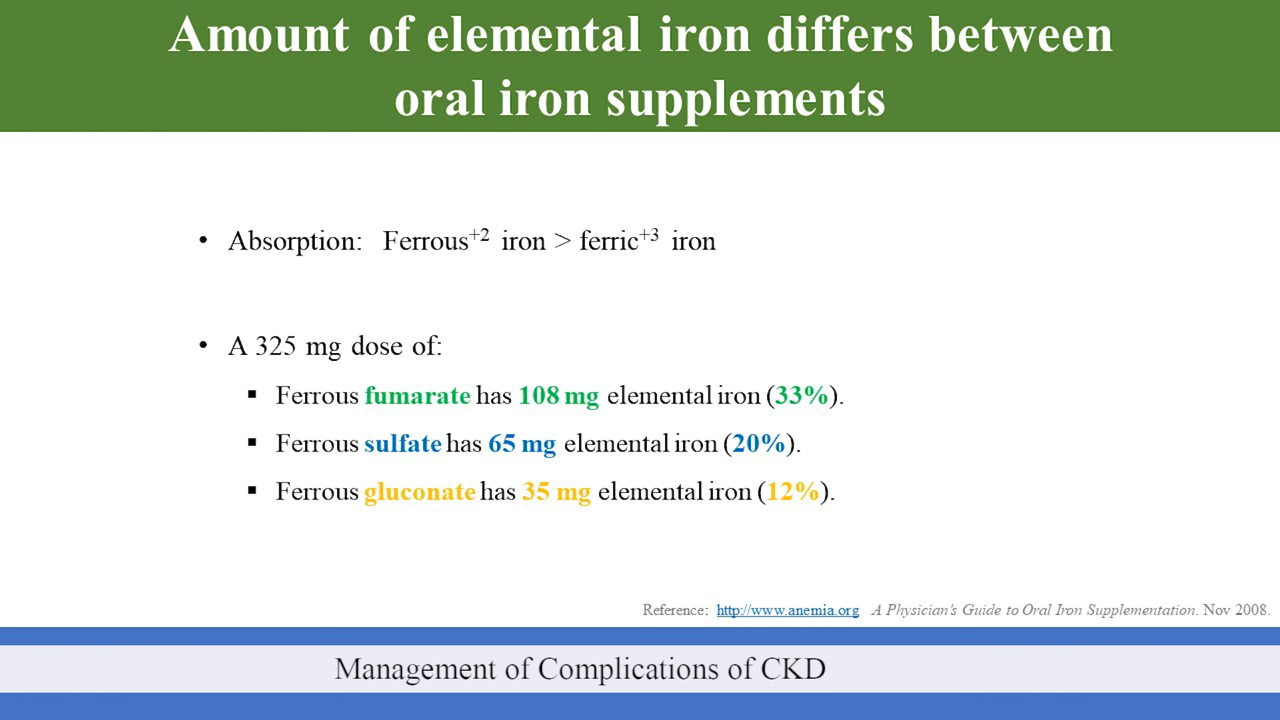 Amount of elemental iron differs between
oral iron supplements
• Absorption: Ferrous+2 iron > ferric+3 iron
• A 325 mg dose of:
▪ Ferrous fumarate has 108 mg elemental iron (33%).
▪ Ferrous sulfate has 65 mg elemental iron (20%).
▪ Ferrous gluconate has 35 mg elemental iron (12%).
Reference: http://www.anemia.org A Physician's Guide to Oral Iron Supplementation. Nov 2008.
Management of Complications of CKD